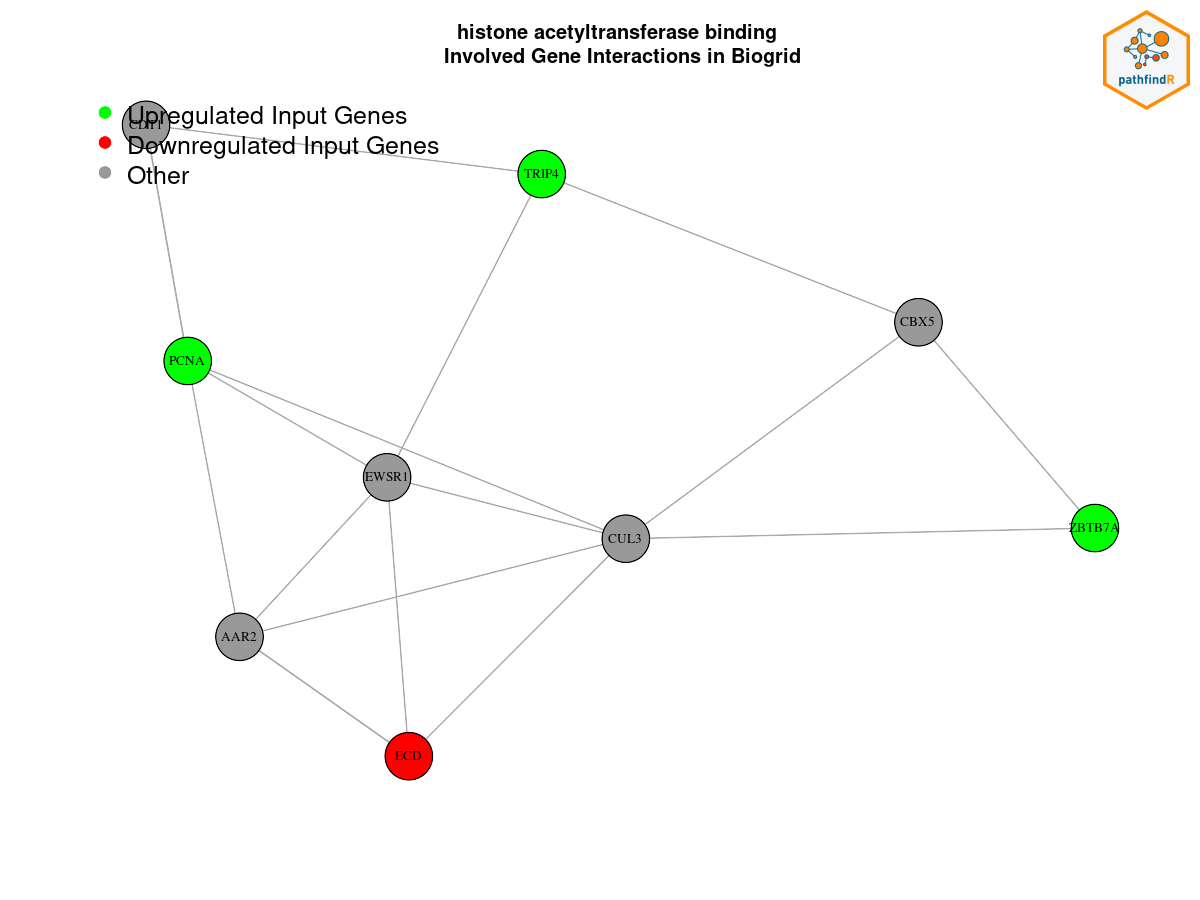 histone acetyltransferase binding
Involved Gene Interactions in Biogrid
pathfindR
Upregulated Input Genes
Downregulated Input Genes
Other
TRIP4
CBX5
PCNA
EWSR1
ZBTB7A
CUL3
AAR2
ECD